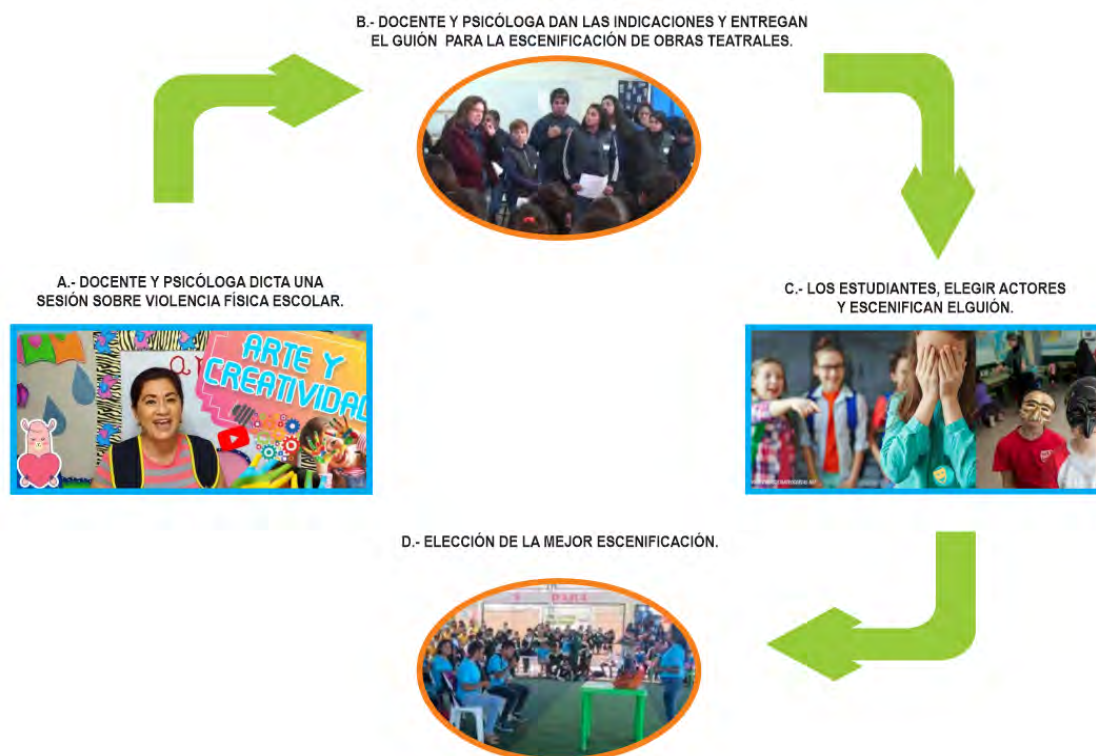 B.- DOCENTE Y PSICÓLOGA DAN LAS INDICACIONES Y ENTREGAN
EL GUIÓN PARA LA ESCENIFICACIÓN DE OBRAS TEATRALES.
A.- DOCENTE Y PSICÓLOGA DICTA UNA
SESIÓN SOBRE VIOLENCIA FÍSICA ESCOLAR.
ARTE Y
CREATIVIDAD
C.- LOS ESTUDIANTES, ELEGIR ACTORES
Y ESCENIFICAN ELGUIÓN.
D.- ELECCIÓN DE LA MEJOR ESCENIFICACIÓN.